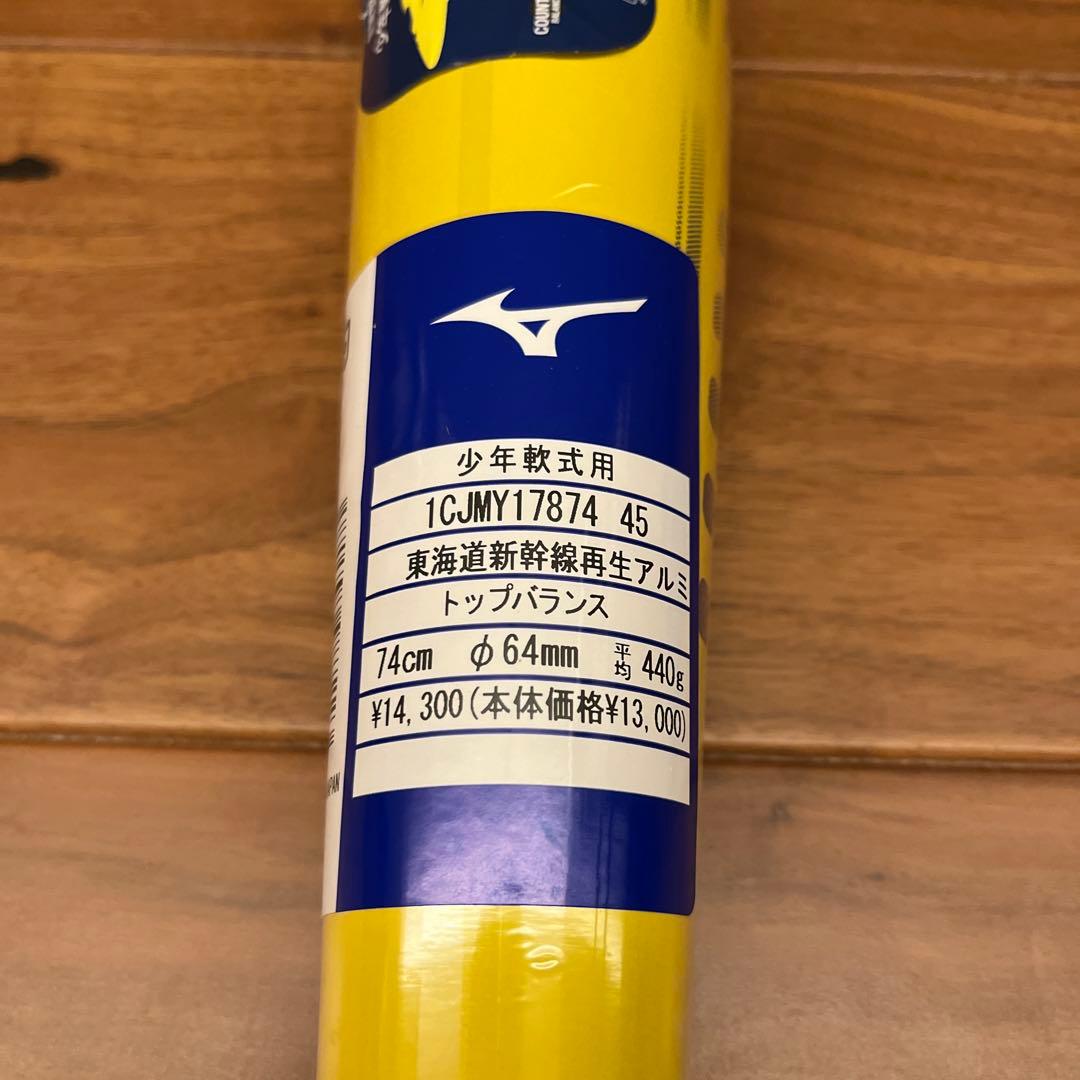 COUNT
少年軟式用
1CJMY17874 45
東海道新幹線再生アルミ
トップバランス
74cm φ64mm 平均 440g
¥14,300(本体価格¥13,000)